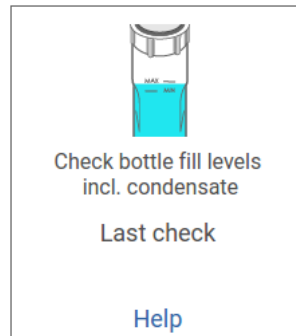 MAX
MIN
Check bottle fill levels
incl. condensate
Last check
Help